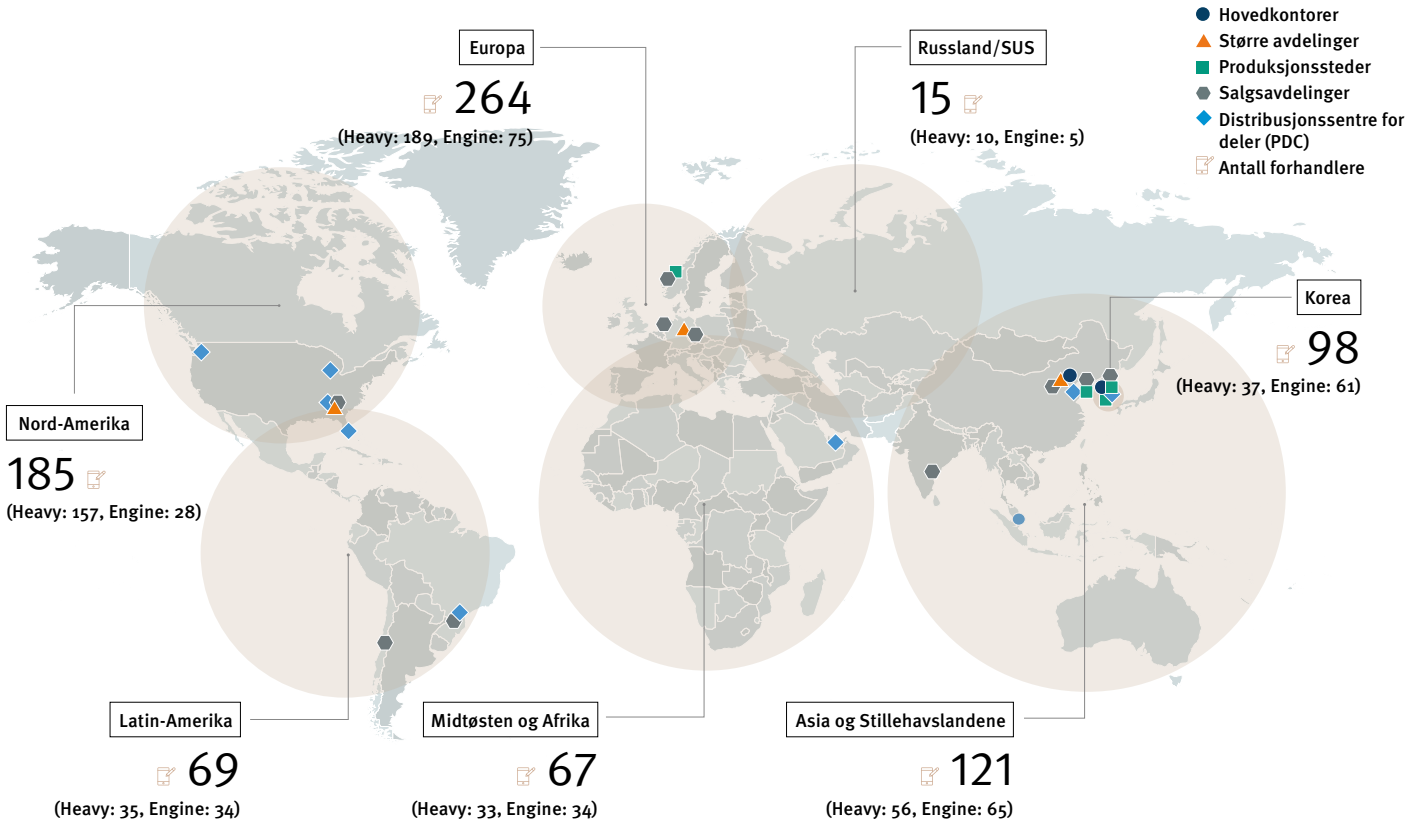 Hovedkontorer
Større avdelinger
Produksjonssteder
Salgsavdelinger
Distribusjonssentre for
deler (PDC)
Antall forhandlere
Europa
264
(Heavy: 189, Engine: 75)
Russland/SUS
15
(Heavy: 10, Engine: 5)
Korea
98
(Heavy: 37, Engine: 61)
Nord-Amerika
185
(Heavy: 157, Engine: 28)
Latin-Amerika
69
(Heavy: 35, Engine: 34)
Midtøsten og Afrika
67
(Heavy: 33, Engine: 34)
Asia og Stillehavslandene
121
(Heavy: 56, Engine: 65)